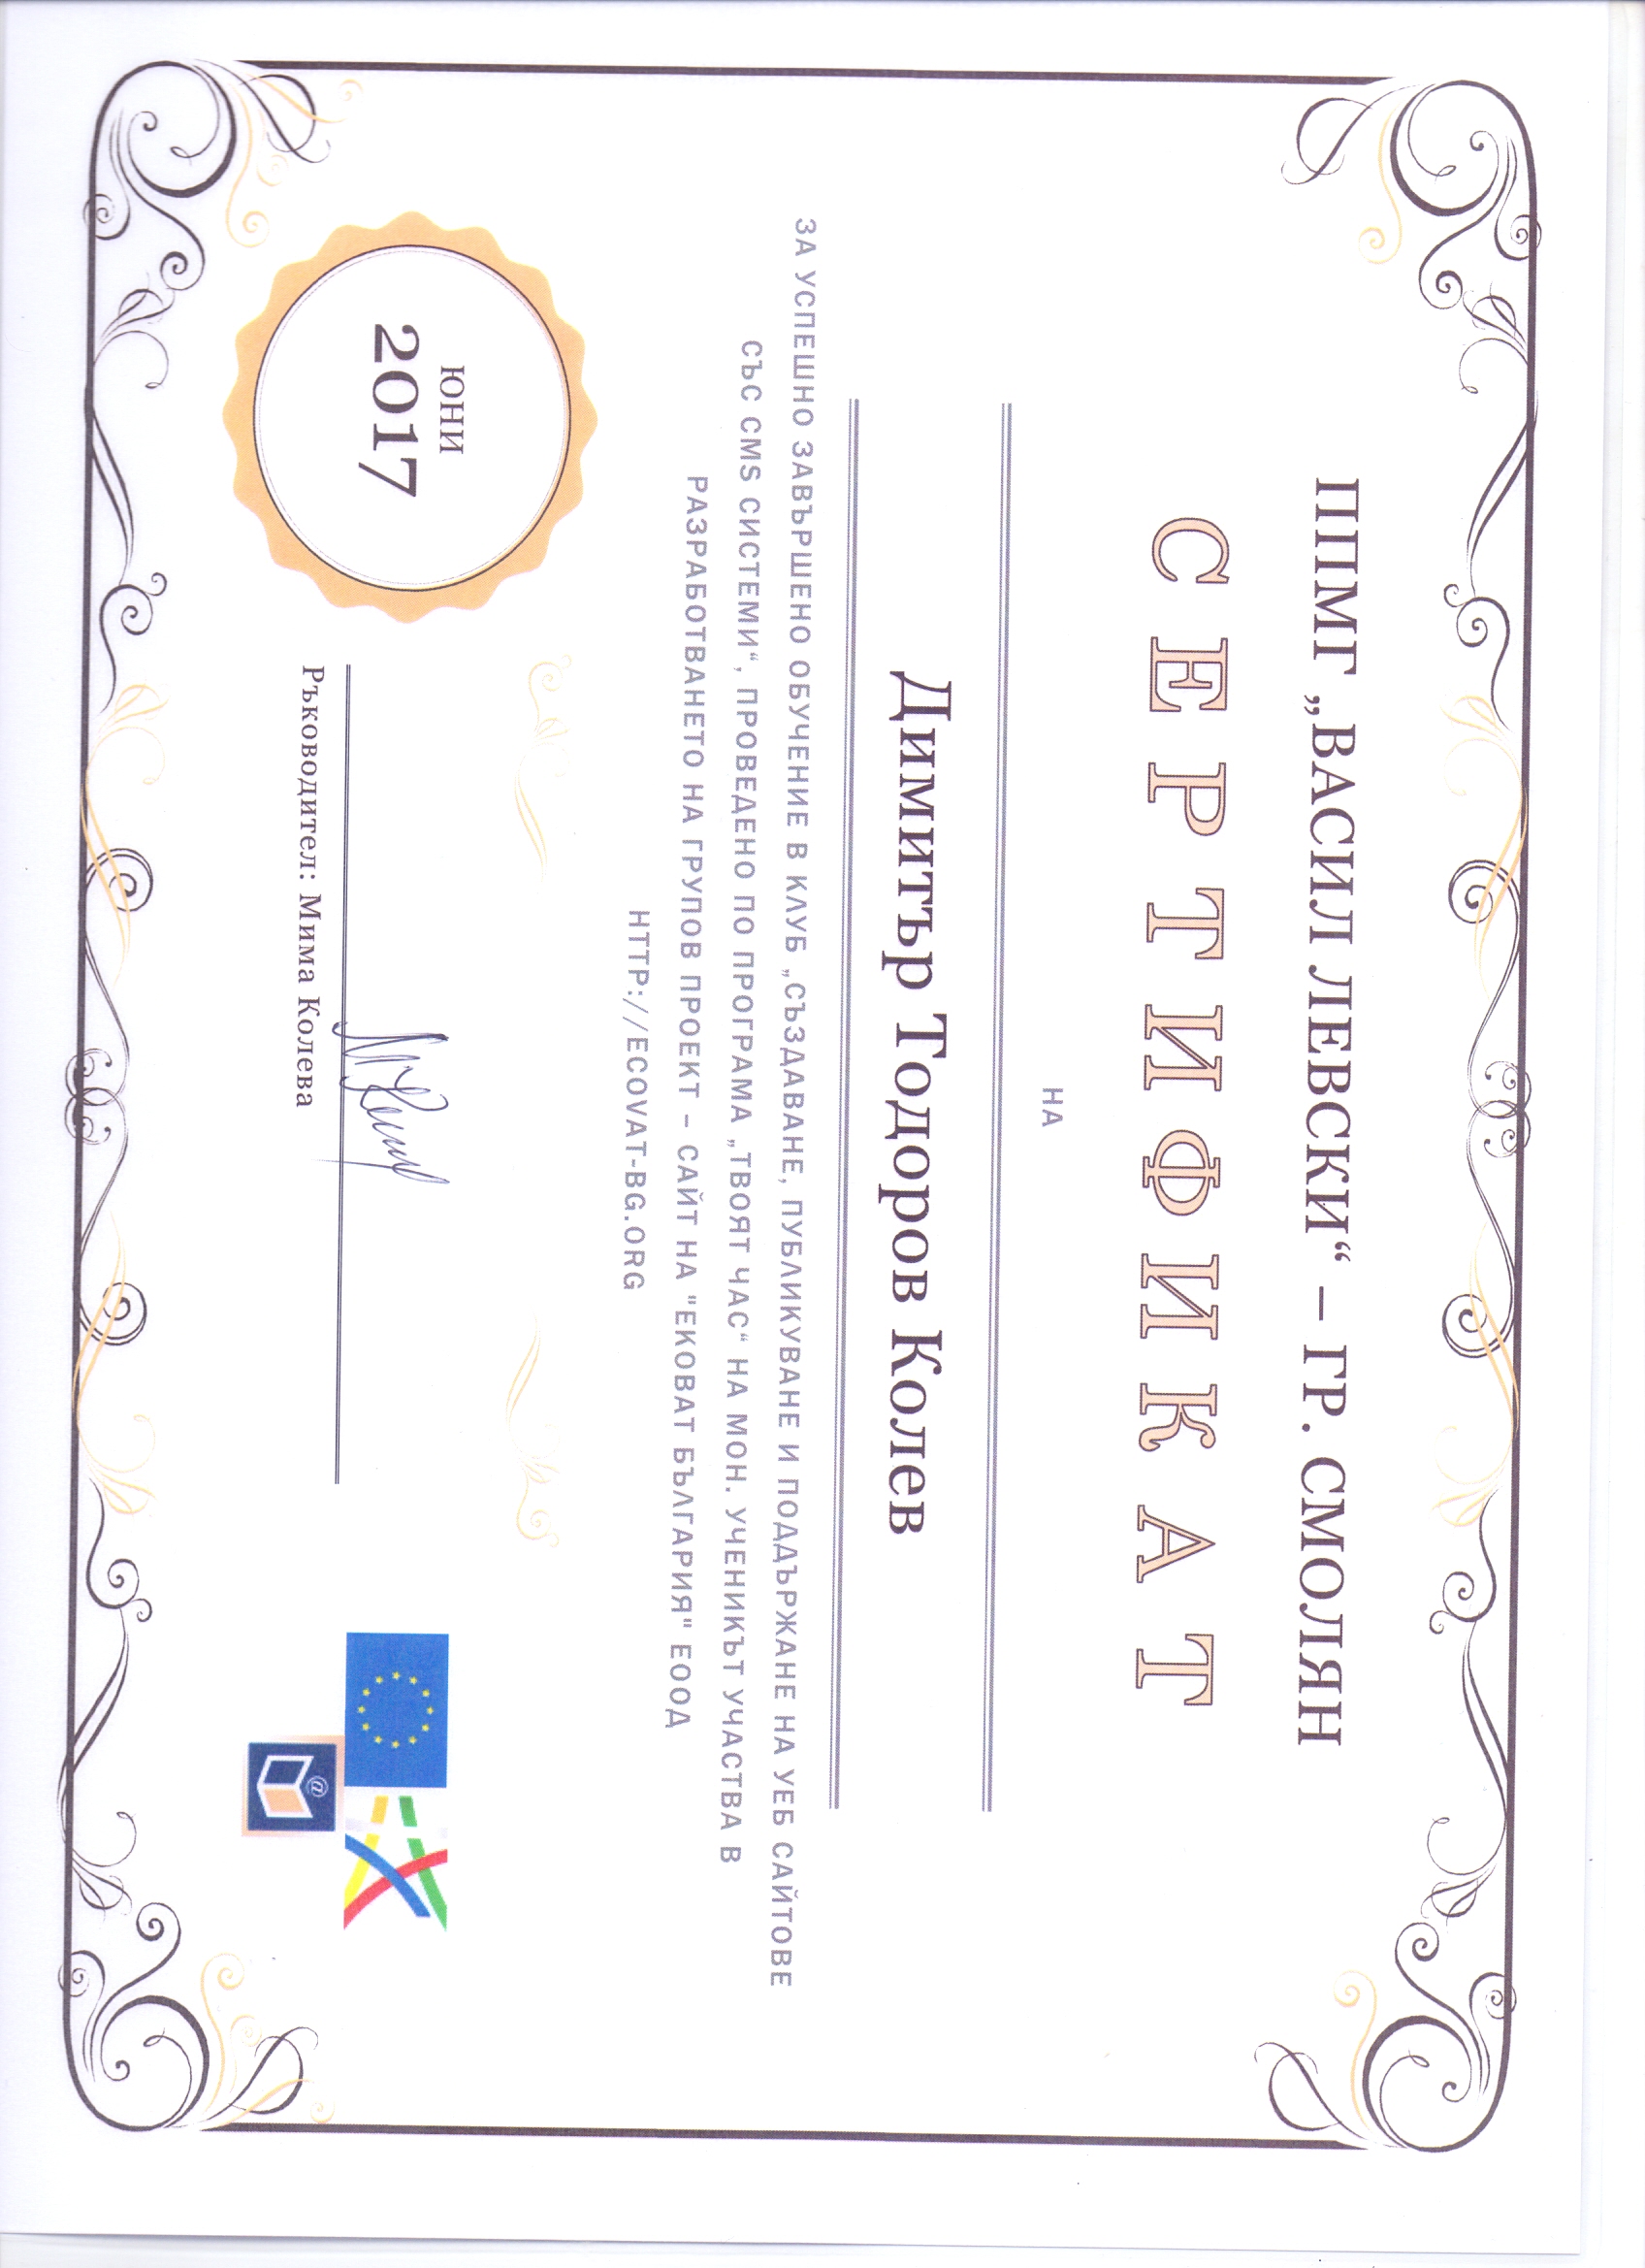 ППМГ „ВАСИЛ ЛЕВСКИ“ – ГР. СМОЛЯН
СЕРТИФИКАТ
НА
Димитър Тодоров Колев
ЗА УСПЕШНО ЗАВЪРШЕНО ОБУЧЕНИЕ В КЛУБ „СЪЗДАВАНЕ, ПУБЛИКУВАНЕ И ПОДДЪРЖАНЕ НА УЕБ САЙТОВЕ
СЪС CMS СИСТЕМИ“, ПРОВЕДЕНО ПО ПРОГРАМА „ТВОЯТ ЧАС“ НА МОН. УЧЕНИКЪТ УЧАСТВА В
РАЗРАБОТВАНЕТО НА ГРУПОВ ПРОЕКТ – САЙТ НА "ЕКОВАТ БЪЛГАРИЯ" ЕООД
HTTP://ECOVAT-BG.ORG
ЮНИ
2017
Ръководител: Мима Колева
@